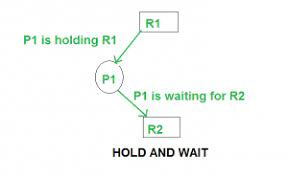 R1
P1 is holding R1
P1
P1 is waiting for R2
R2
HOLD AND WAIT